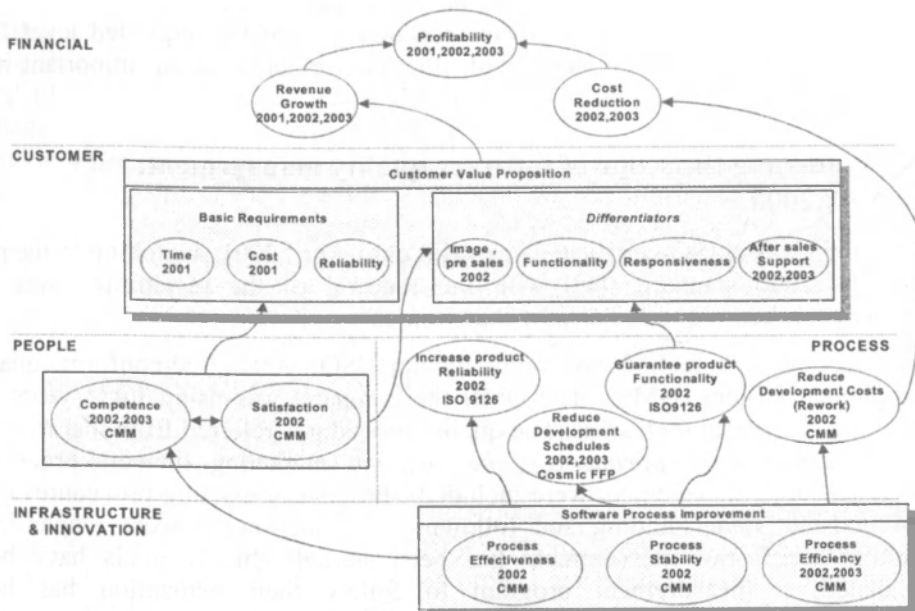 FINANCIAL
Profitability
2001,2002,2003
Revenue
Growth
2001,2002,2003
Cost
Reduction
2002,2003
CUSTOMER
Customer Value Proposition
Basic Requirements
Time
2001
Cost
2001
Reliability
Differentiators
Image,
pre sales
2002
Functionality
Responsiveness
After sales
Support
2002,2003
PEOPLE
PROCESS
Competence
2002,2003
CMM
Satisfaction
2002
CMM
Increase product
Reliability
2002
ISO 9126
Reduce
Development
Schedules
2002,2003
Cosmic FFP
Guarantee product
Functionality
2002
ISO9126
Reduce
Development Costs
(Rework)
2002
CMM
INFRASTRUCTURE
& INNOVATION
Software Process Improvement
Process
Effectiveness
2002
CMM
Process
Stability
2002
CMM
Process
Efficiency
2002,2003
CMM